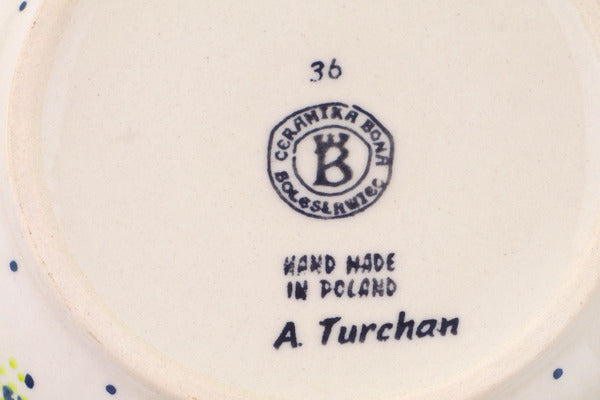 36
CERAMIKA BONA
B
BOLESŁAWIEC
HAND MADE
IN POLAND
A. Turchan